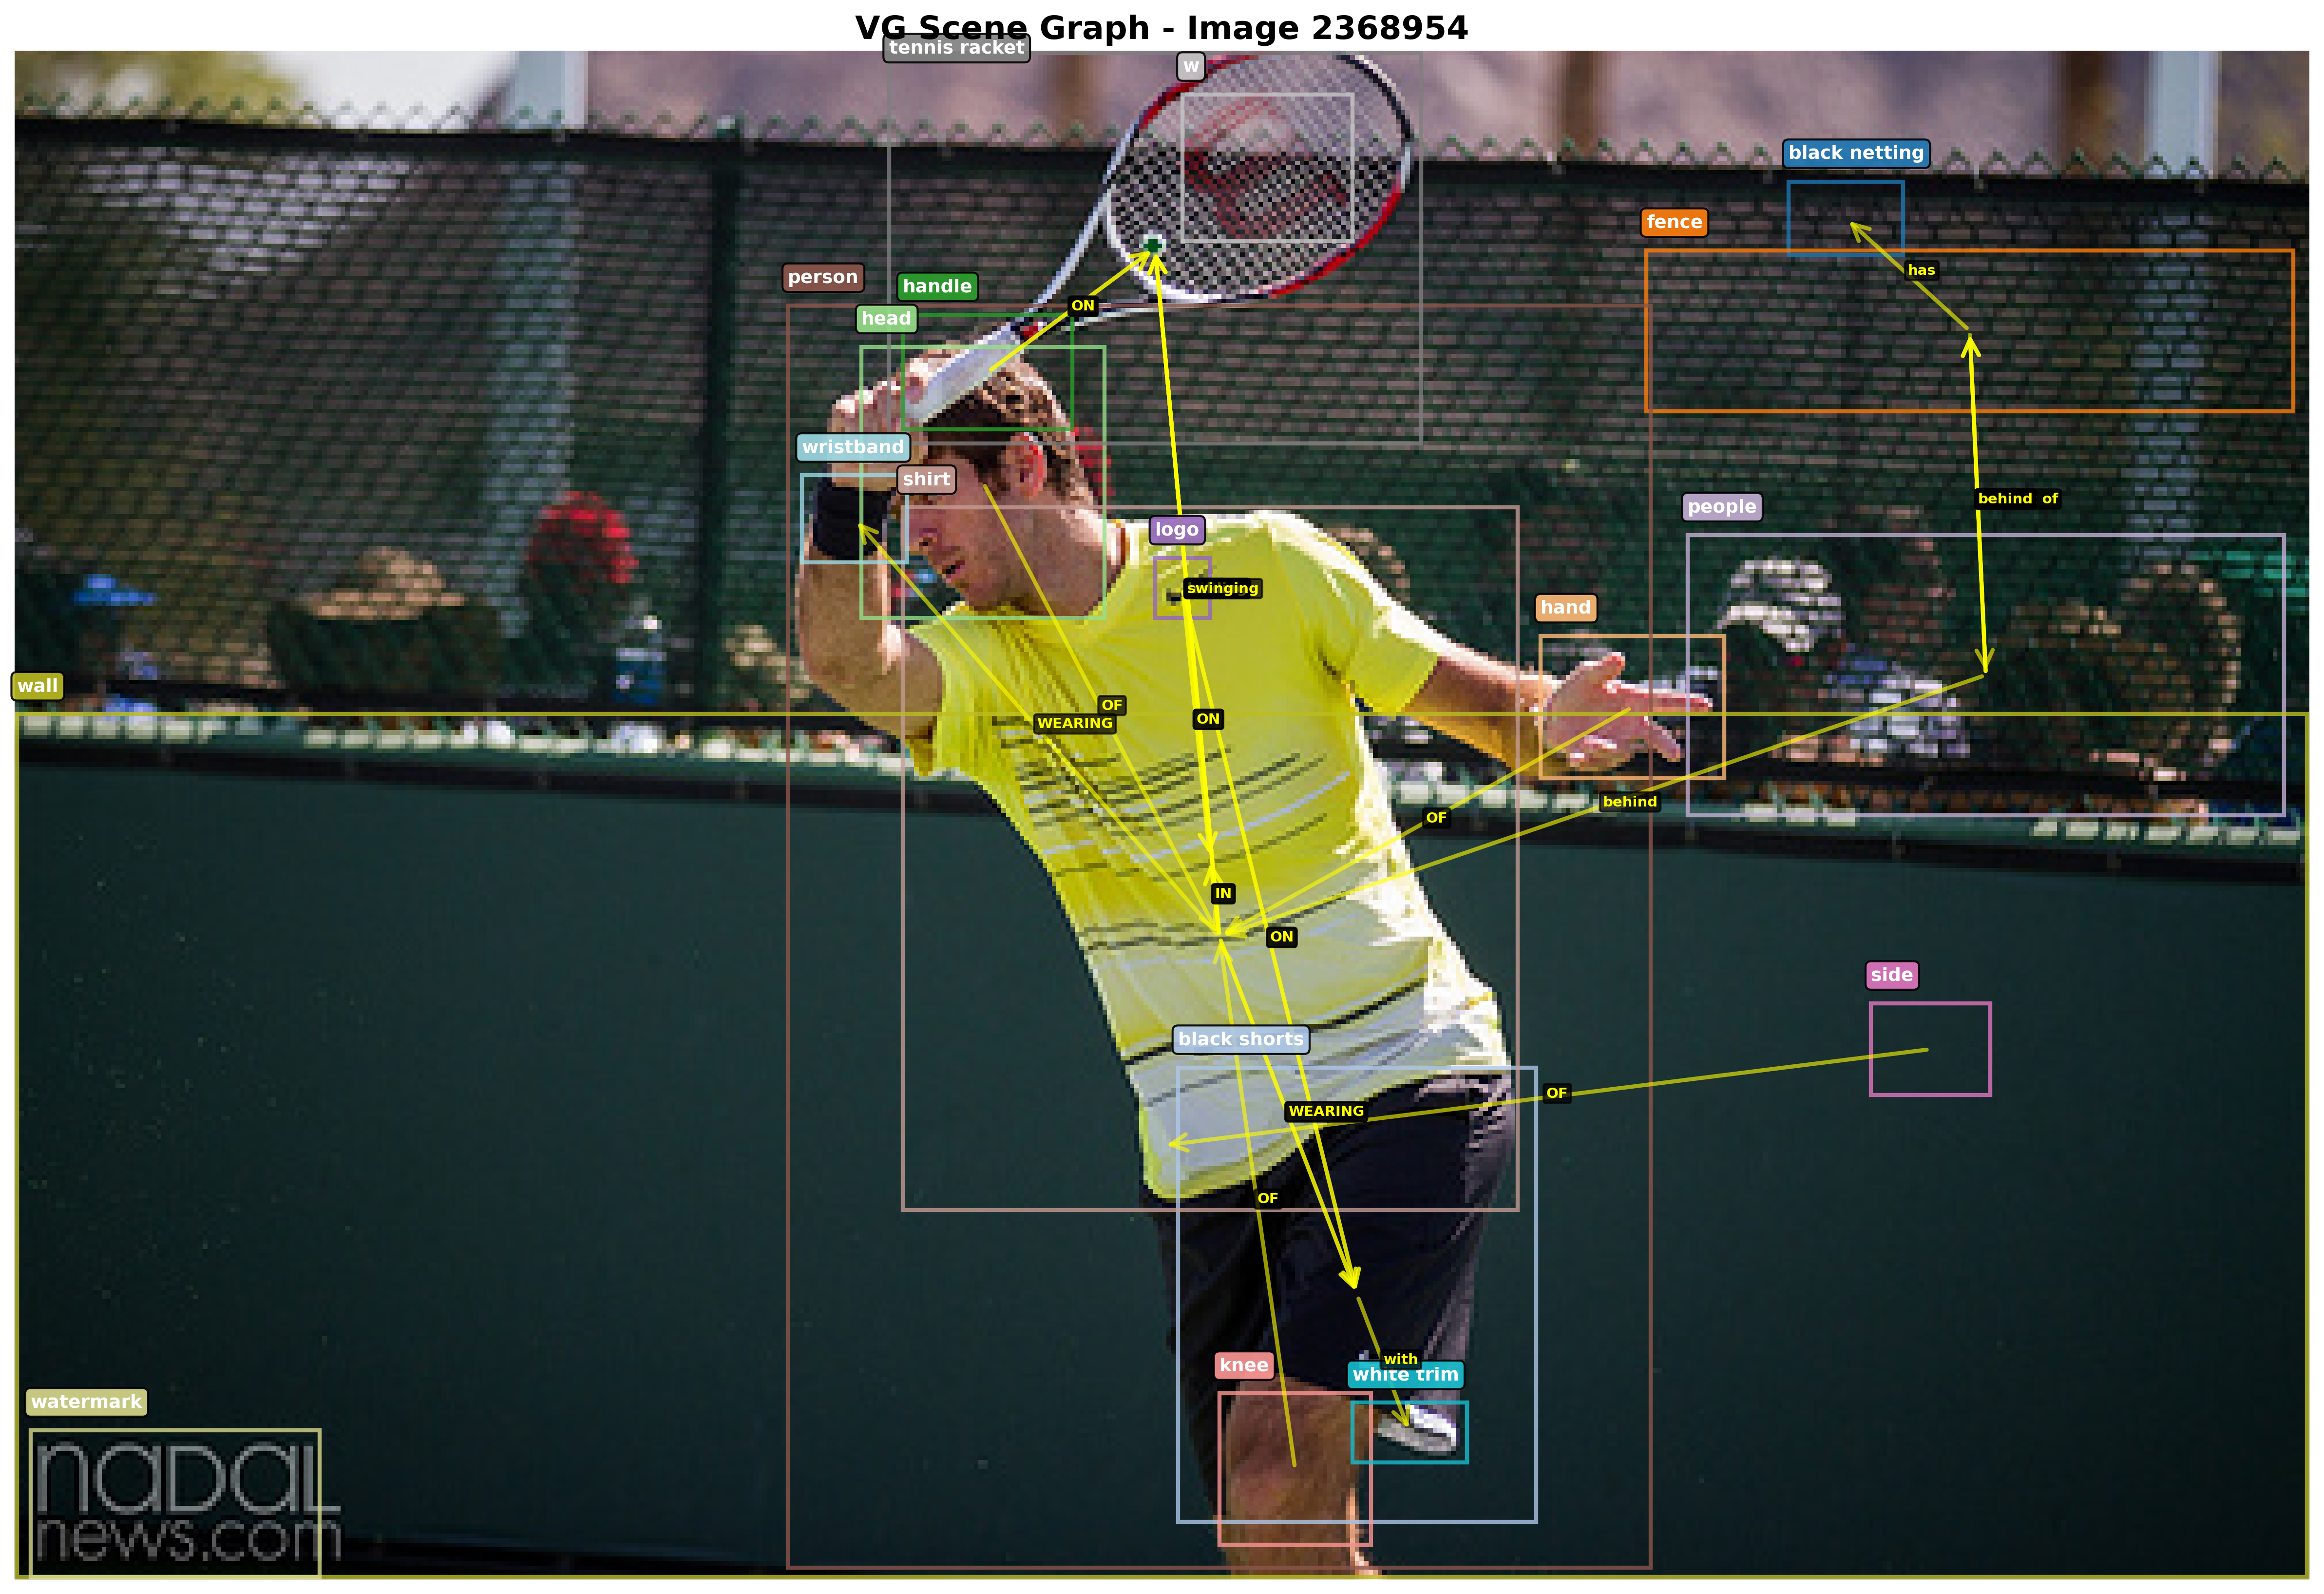 VG Scene Graph - Image 2368954
tennis racket
w
black netting
fence
has
person
handle
head
ON
wristband
shirt
people
behind  of
logo
swinging
hand
wall
OF
WEARING
ON
behind
OF
IN
ON
side
black shorts
OF
WEARING
OF
with
knee
white trim
watermark
naDaL
news.com